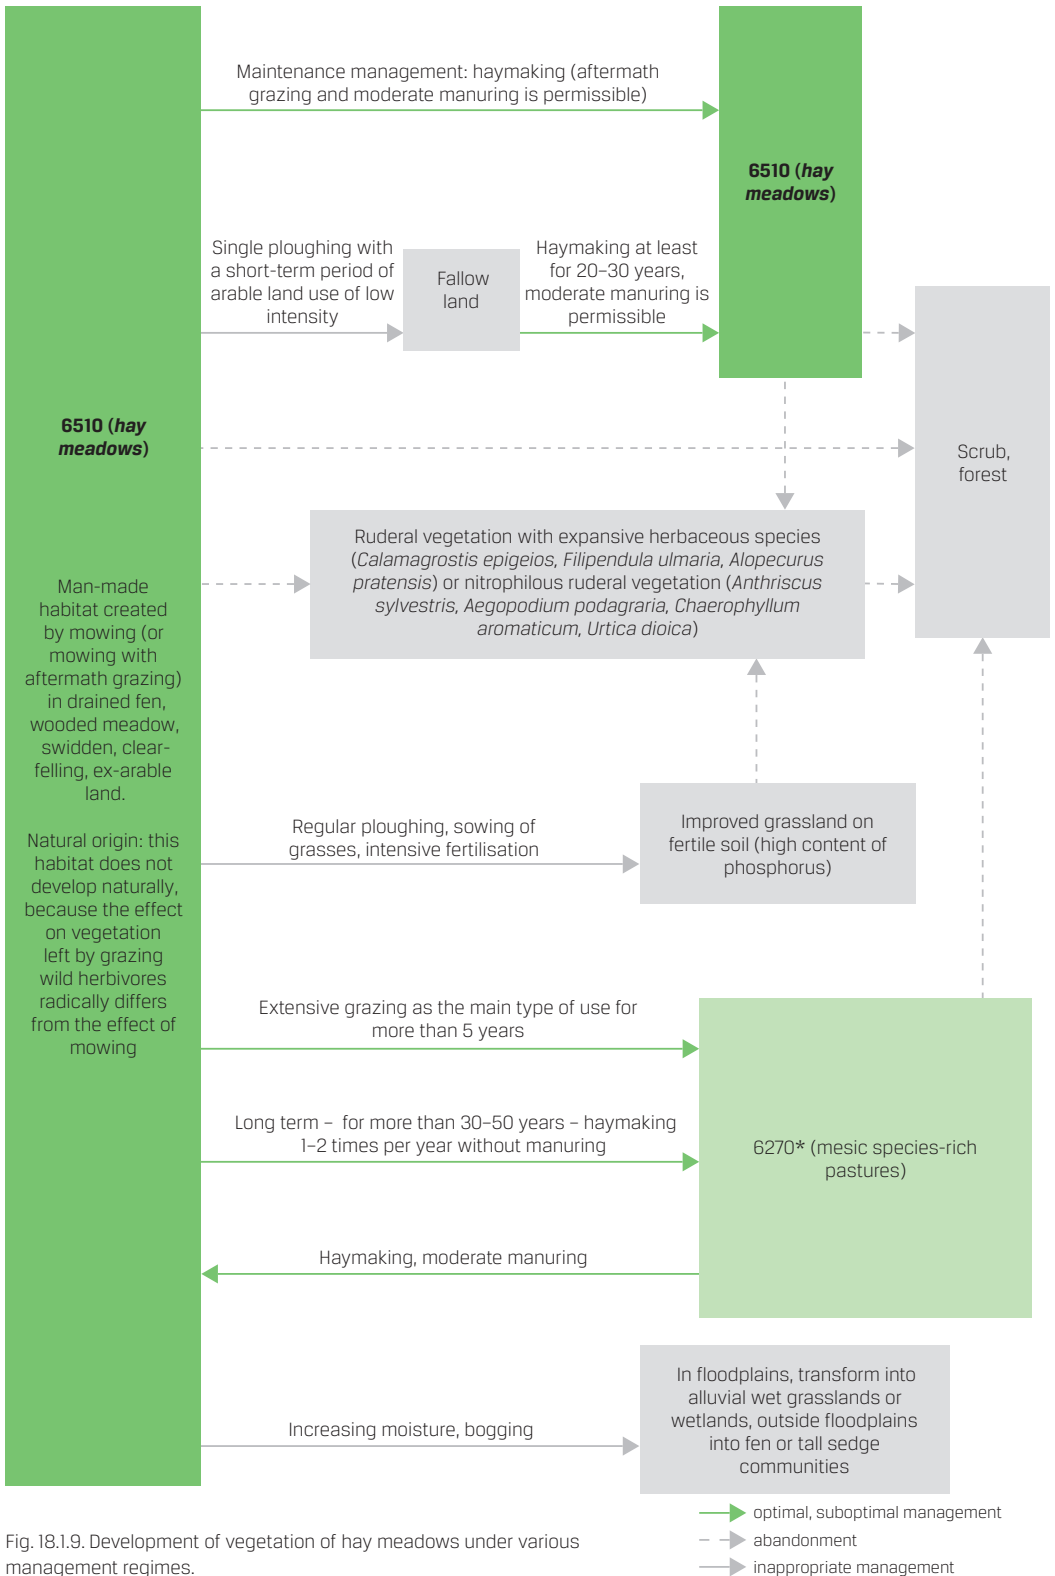 Maintenance management: haymaking (aftermath
grazing and moderate manuring is permissible)
6510 (hay
meadows)
Single ploughing with
a short-term period of
arable land use of low
intensity
Fallow
land
Haymaking at least
for 20–30 years,
moderate manuring is
permissible
6510 (hay
meadows)
Scrub,
forest
Ruderal vegetation with expansive herbaceous species
(Calamagrostis epigeios, Filipendula ulmaria, Alopecurus
pratensis) or nitrophilous ruderal vegetation (Anthriscus
sylvestris, Aegopodium podagraria, Chaerophyllum
aromaticum, Urtica dioica)
Man-made
habitat created
by mowing (or
mowing with
aftermath grazing)
in drained fen,
wooded meadow,
swidden, clear-
felling, ex-arable
land.
Natural origin: this
habitat does not
develop naturally,
because the effect
on vegetation
left by grazing
wild herbivores
radically differs
from the effect of
mowing
Regular ploughing, sowing of
grasses, intensive fertilisation
Improved grassland on
fertile soil (high content of
phosphorus)
Extensive grazing as the main type of use for
more than 5 years
Long term – for more than 30–50 years – haymaking
1–2 times per year without manuring
6270* (mesic species-rich
pastures)
Haymaking, moderate manuring
Increasing moisture, bogging
In floodplains, transform into
alluvial wet grasslands or
wetlands, outside floodplains
into fen or tall sedge
communities
optimal, suboptimal management
abandonment
inappropriate management
Fig. 18.1.9. Development of vegetation of hay meadows under various
management regimes.